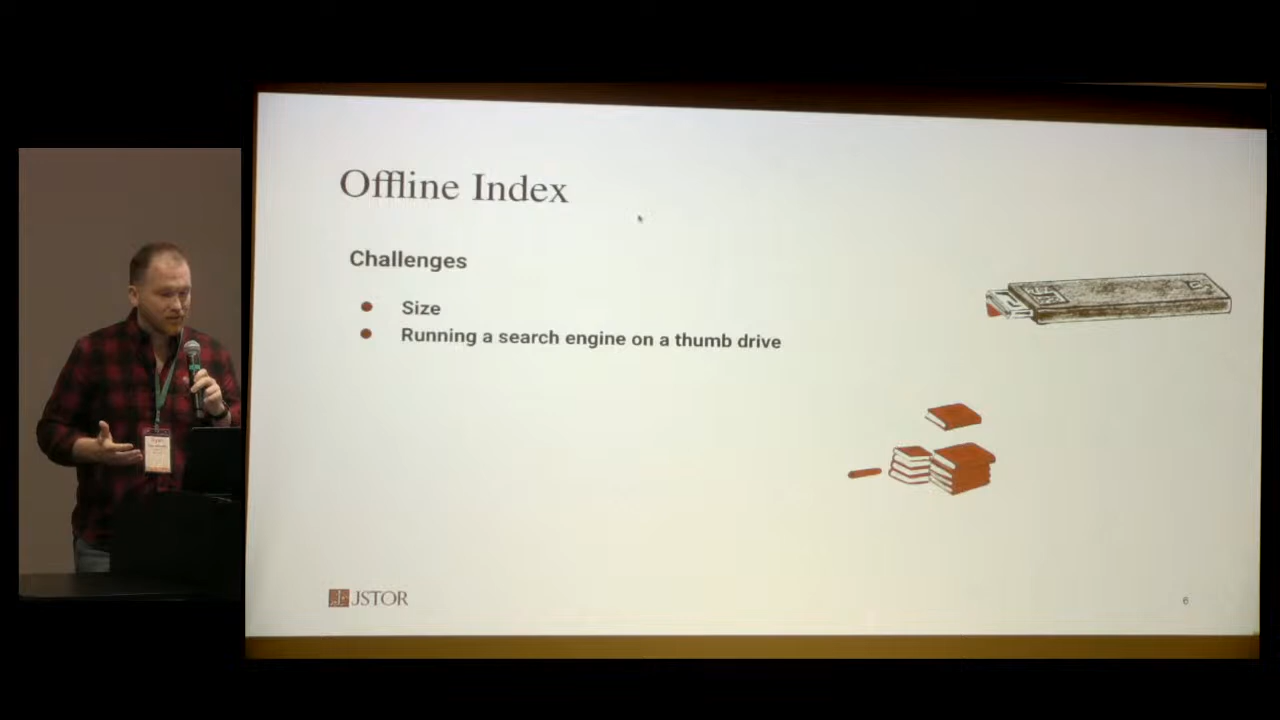 Offline Index
Challenges
Size
Running a search engine on a thumb drive
JSTOR
6